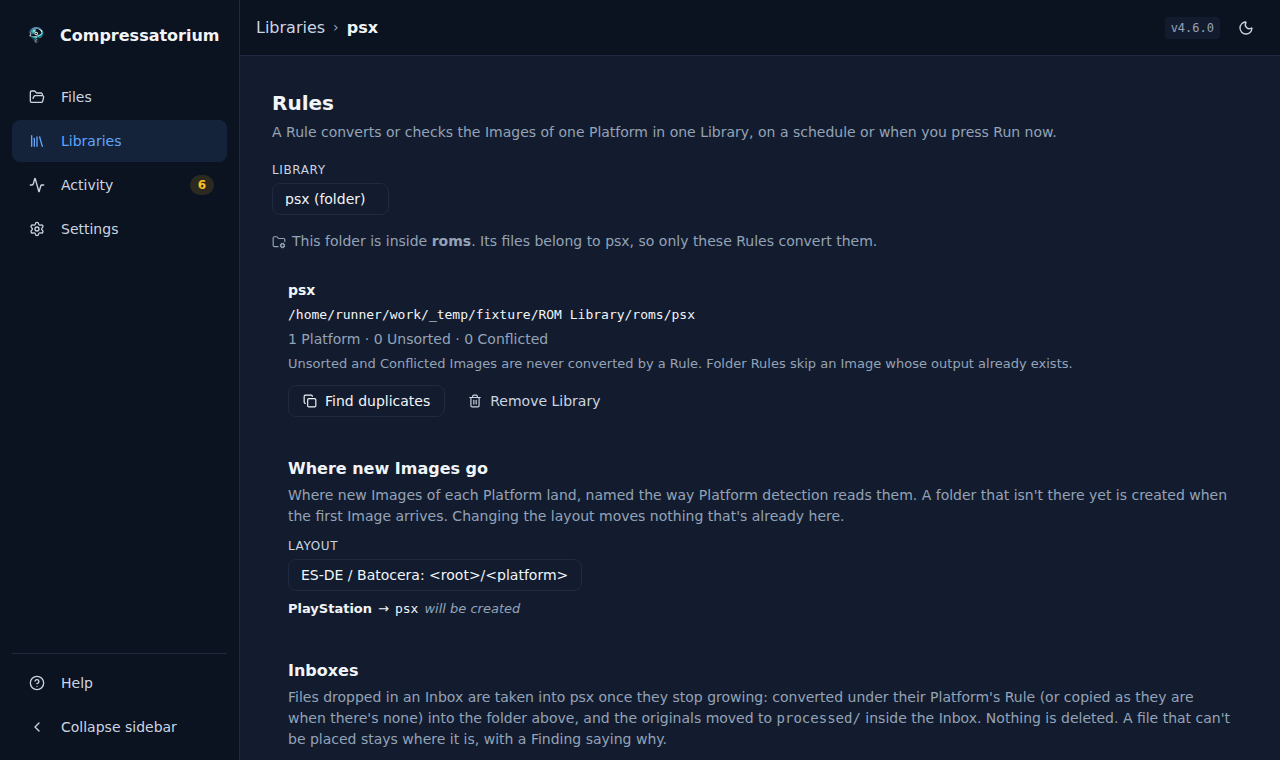 Compressatorium
Files
Libraries
Activity 6
Settings
Help
Collapse sidebar
Libraries › psx
v4.6.0
Rules
A Rule converts or checks the Images of one Platform in one Library, on a schedule or when you press Run now.
LIBRARY
psx (folder)
This folder is inside roms. Its files belong to psx, so only these Rules convert them.
psx
/home/runner/work/_temp/fixture/ROM Library/roms/psx
1 Platform · 0 Unsorted · 0 Conflicted
Unsorted and Conflicted Images are never converted by a Rule. Folder Rules skip an Image whose output already exists.
Find duplicates
Remove Library
Where new Images go
Where new Images of each Platform land, named the way Platform detection reads them. A folder that isn't there yet is created when
the first Image arrives. Changing the layout moves nothing that's already here.
LAYOUT
ES-DE / Batocera: <root>/<platform>
PlayStation → psx will be created
Inboxes
Files dropped in an Inbox are taken into psx once they stop growing: converted under their Platform's Rule (or copied as they are
when there's none) into the folder above, and the originals moved to processed/ inside the Inbox. Nothing is deleted. A file that can't
be placed stays where it is, with a Finding saying why.